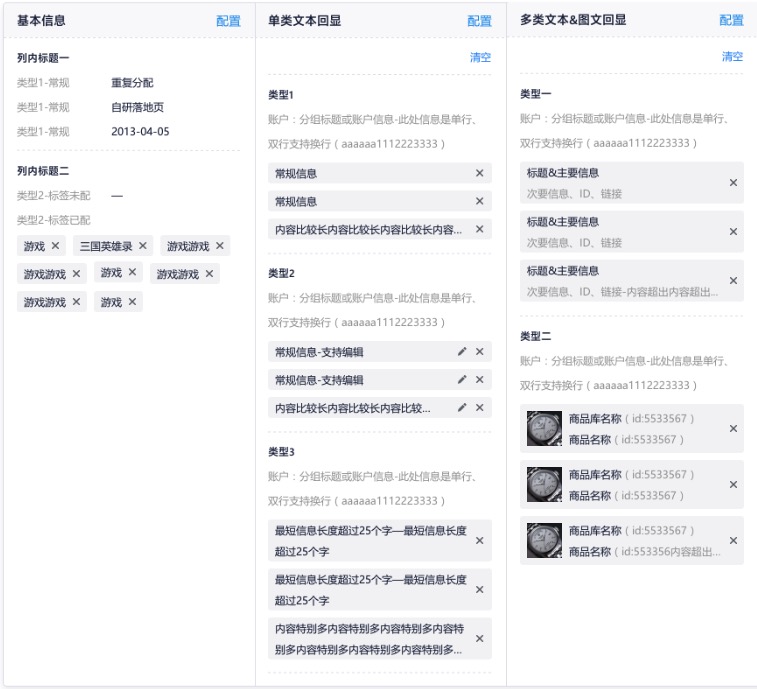 基本信息 配置
列内标题一
类型1-常规 重复分配
类型1-常规 自研落地页
类型1-常规 2013-04-05
列内标题二
类型2-标签未配 —
类型2-标签已配
游戏 三国英雄录 游戏游戏
游戏游戏 游戏 游戏游戏
游戏游戏 游戏
单类文本回显 配置
清空
类型1
账户：分组标题或账户信息-此处信息是单行、
双行支持换行（aaaaaa1112223333）
常规信息
常规信息
内容比较长内容比较长内容比较长内容...
类型2
账户：分组标题或账户信息-此处信息是单行、
双行支持换行（aaaaaa1112223333）
常规信息-支持编辑
常规信息-支持编辑
内容比较长内容比较长内容比较...
类型3
账户：分组标题或账户信息-此处信息是单行、
双行支持换行（aaaaaa1112223333）
最短信息长度超过25个字—最短信息长度
超过25个字
最短信息长度超过25个字—最短信息长度
超过25个字
内容特别多内容特别多内容特别多内容特
别多内容特别多内容特别多内容特别多...
多类文本&图文回显 配置
清空
类型一
账户：分组标题或账户信息-此处信息是单行、
双行支持换行（aaaaaa1112223333）
标题&主要信息
次要信息、ID、链接
标题&主要信息
次要信息、ID、链接
标题&主要信息
次要信息、ID、链接-内容超出内容超出...
类型二
账户：分组标题或账户信息-此处信息是单行、
双行支持换行（aaaaaa1112223333）
商品库名称（id:5533567）
商品名称（id:5533567）
商品库名称（id:5533567）
商品名称（id:5533567）
商品库名称（id:5533567）
商品名称（id:553356内容超出...